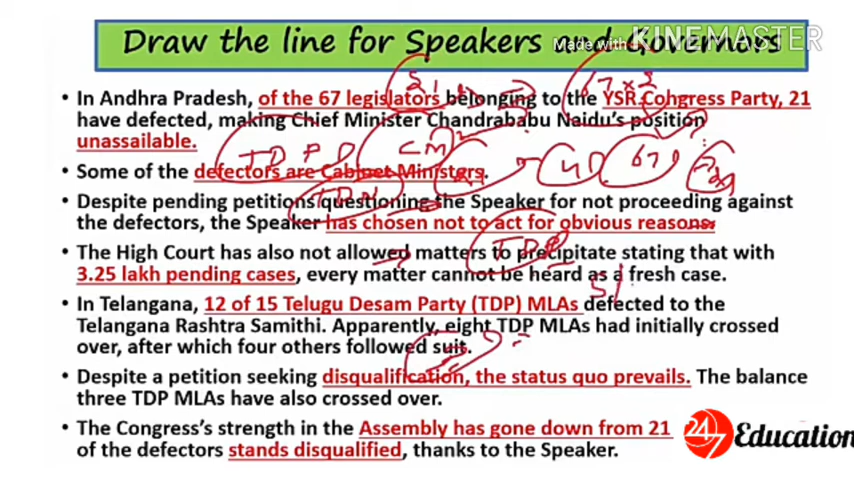 Draw the line for Speakers and Governors
Made with KINEMASTER
• In Andhra Pradesh, of the 67 legislators belonging to the YSR Congress Party, 21
have defected, making Chief Minister Chandrababu Naidu's position
unassailable.
• Some of the defectors are Cabinet Ministers.
• Despite pending petitions questioning the Speaker for not proceeding against
the defectors, the Speaker has chosen not to act for obvious reasons.
• The High Court has also not allowed matters to precipitate stating that with
3.25 lakh pending cases, every matter cannot be heard as a fresh case.
• In Telangana, 12 of 15 Telugu Desam Party (TDP) MLAs defected to the
Telangana Rashtra Samithi. Apparently, eight TDP MLAs had initially crossed
over, after which four others followed suit.
• Despite a petition seeking disqualification, the status quo prevails. The balance
three TDP MLAs have also crossed over.
• The Congress's strength in the Assembly has gone down from 21
of the defectors stands disqualified, thanks to the Speaker.
24/7 Education
CM
67
TDP